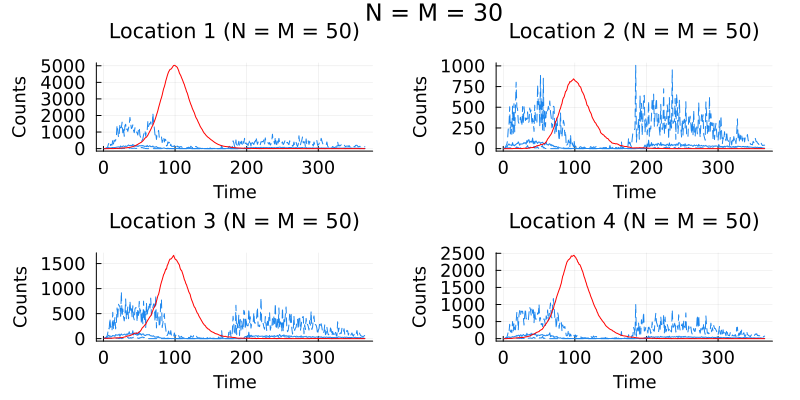 N = M = 30
Location 1 (N = M = 50)
5000
4000
3000
2000
1000
0
Counts
0 100 200 300
Time
Location 2 (N = M = 50)
1000
750
500
250
0
Counts
0 100 200 300
Time
Location 3 (N = M = 50)
1500
1000
500
0
Counts
0 100 200 300
Time
Location 4 (N = M = 50)
2500
2000
1500
1000
500
0
Counts
0 100 200 300
Time